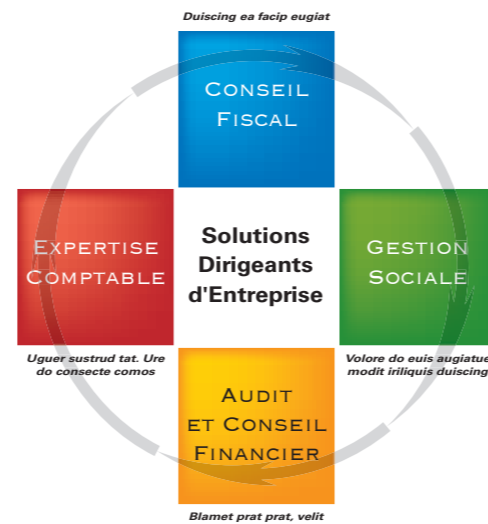 Duiscing ea facip eugiat
CONSEIL
FISCAL
EXPERTISE
COMPTABLE
Solutions
Dirigeants
d'Entreprise
GESTION
SOCIALE
Uguer sustrud tat. Ure
do consecte comos
Volore do euis augiatue
modit iriliquis duiscing
AUDIT
ET CONSEIL
FINANCIER
Blamet prat prat, velit